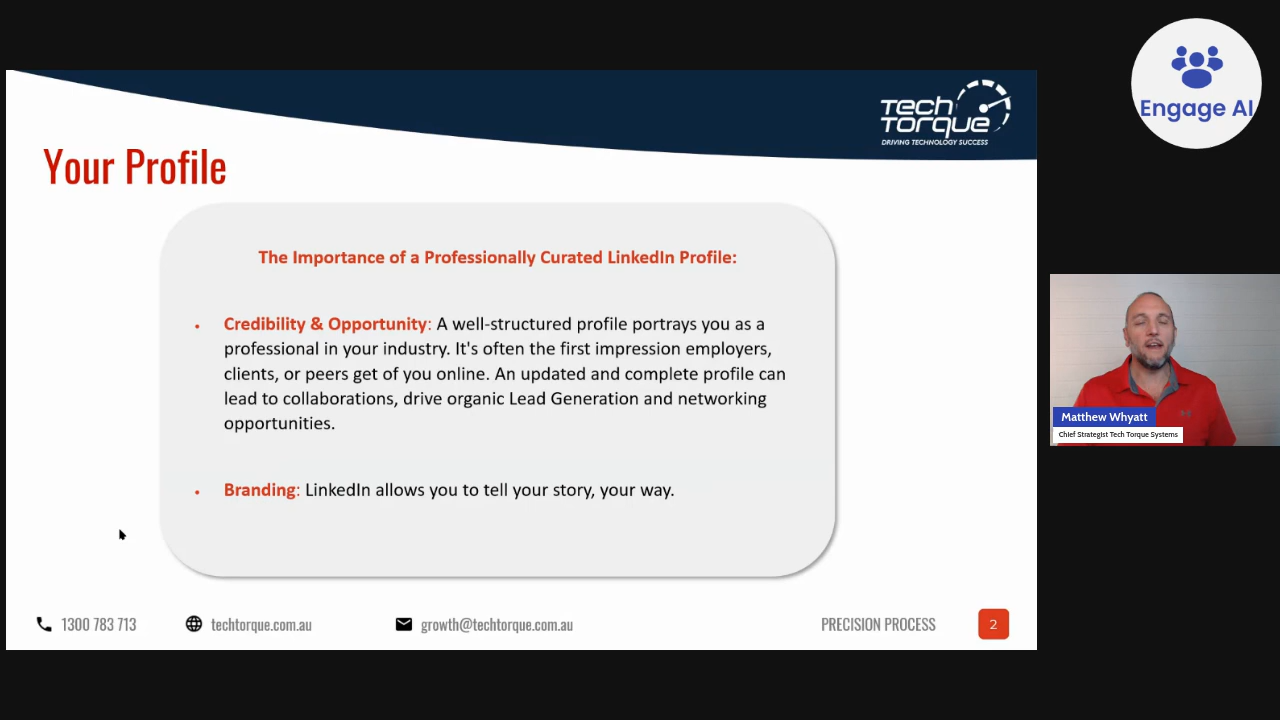 Tech
Torque
DRIVING TECHNOLOGY SUCCESS
Engage AI
Your Profile
The Importance of a Professionally Curated LinkedIn Profile:
• Credibility & Opportunity: A well-structured profile portrays you as a
professional in your industry. It's often the first impression employers,
clients, or peers get of you online. An updated and complete profile can
lead to collaborations, drive organic Lead Generation and networking
opportunities.
• Branding: LinkedIn allows you to tell your story, your way.
Matthew Whyatt
Chief Strategist Tech Torque Systems
1300 783 713
techtorque.com.au
growth@techtorque.com.au
PRECISION PROCESS
2